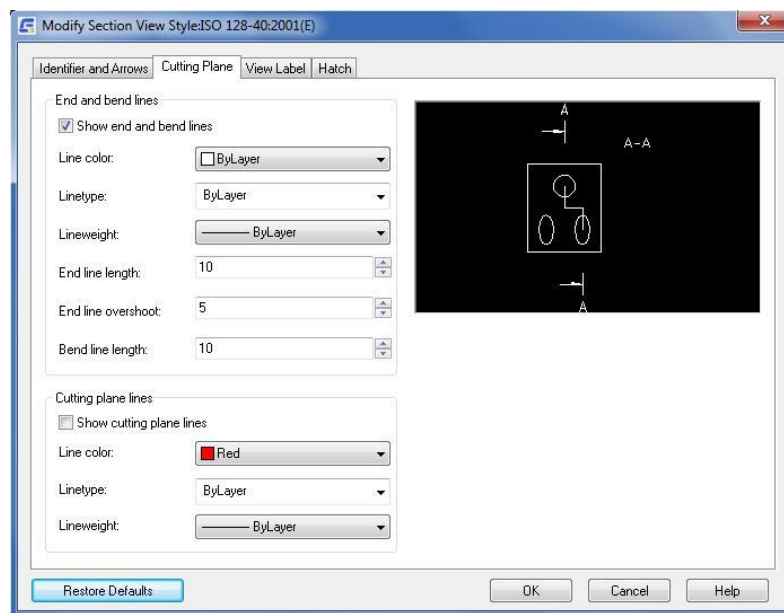 Modify Section View Style:ISO 128-40:2001(E)
Identifier and Arrows Cutting Plane View Label Hatch
End and bend lines
Show end and bend lines
Line color: ByLayer
Linetype: ByLayer
Lineweight: ByLayer
End line length: 10
End line overshoot: 5
Bend line length: 10
Cutting plane lines
Show cutting plane lines
Line color: Red
Linetype: ByLayer
Lineweight: ByLayer
A
A-A
A
Restore Defaults OK Cancel Help